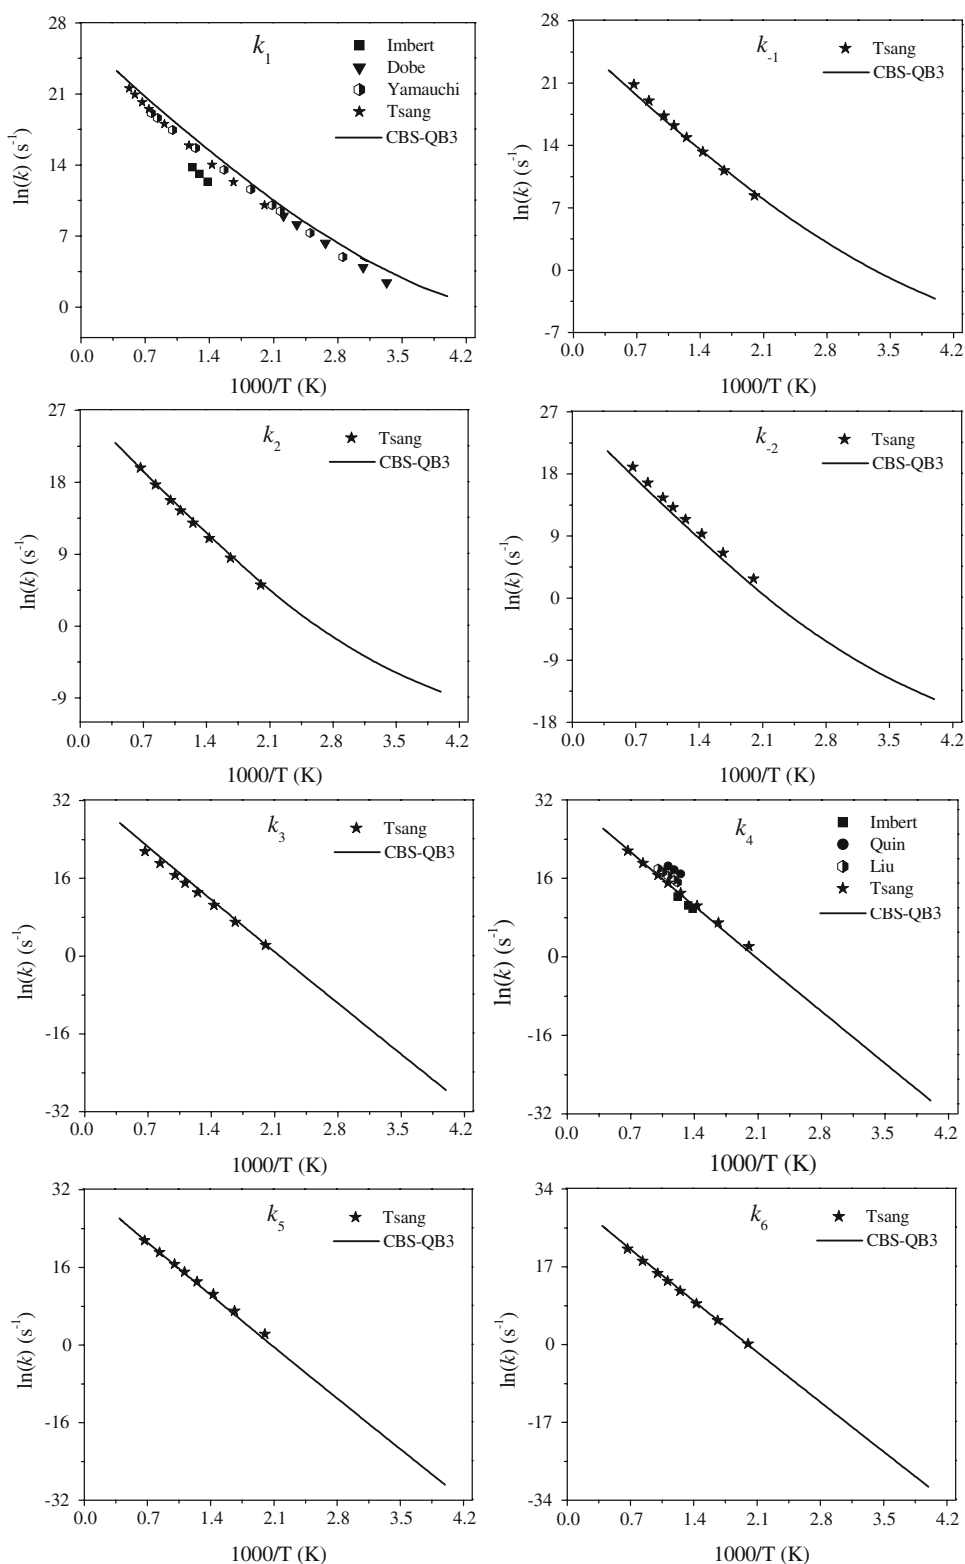 k₁
Imbert
Dobe
Yamauchi
Tsang
CBS-QB3
28
21
14
7
0
ln(k) (s⁻¹)
0.0 0.7 1.4 2.1 2.8 3.5 4.2
1000/T (K)
k₋₁
Tsang
CBS-QB3
28
21
14
7
0
-7
ln(k) (s⁻¹)
0.0 0.7 1.4 2.1 2.8 3.5 4.2
1000/T (K)
k₂
Tsang
CBS-QB3
27
18
9
0
-9
ln(k) (s⁻¹)
0.0 0.7 1.4 2.1 2.8 3.5 4.2
1000/T (K)
k₋₂
Tsang
CBS-QB3
27
18
9
0
-9
-18
ln(k) (s⁻¹)
0.0 0.7 1.4 2.1 2.8 3.5 4.2
1000/T (K)
k₃
Tsang
CBS-QB3
32
16
0
-16
-32
ln(k) (s⁻¹)
0.0 0.7 1.4 2.1 2.8 3.5 4.2
1000/T (K)
k₄
Imbert
Quin
Liu
Tsang
CBS-QB3
32
16
0
-16
-32
ln(k) (s⁻¹)
0.0 0.7 1.4 2.1 2.8 3.5 4.2
1000/T (K)
k₅
Tsang
CBS-QB3
32
16
0
-16
-32
ln(k) (s⁻¹)
0.0 0.7 1.4 2.1 2.8 3.5 4.2
1000/T (K)
k₆
Tsang
CBS-QB3
34
17
0
-17
-34
ln(k) (s⁻¹)
0.0 0.7 1.4 2.1 2.8 3.5 4.2
1000/T (K)